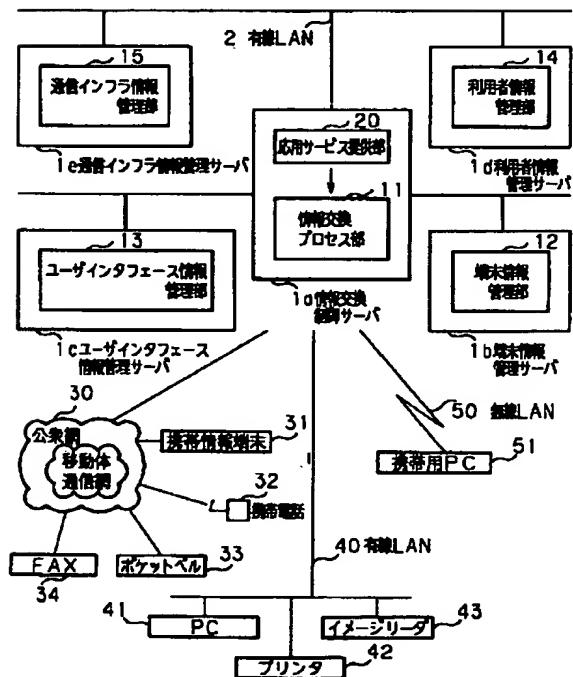 2 有線LAN
15
通信インフラ情報
管理部
1e通信インフラ情報管理サーバ
14
利用者情報
管理部
1d利用者情報
管理サーバ
20
応用サービス提供部
11
情報交換
プロセス部
1a情報交換
制御サーバ
13
ユーザインタフェース情報
管理部
1cユーザインタフェース
情報管理サーバ
12
端末情報
管理部
1b端末情報
管理サーバ
30
公衆網
移動体
通信網
31
携帯情報端末
32
携帯電話
33
ポケットベル
FAX
34
50 無線LAN
51
携帯用PC
40 有線LAN
41
PC
43
イメージリーダ
プリンタ
42